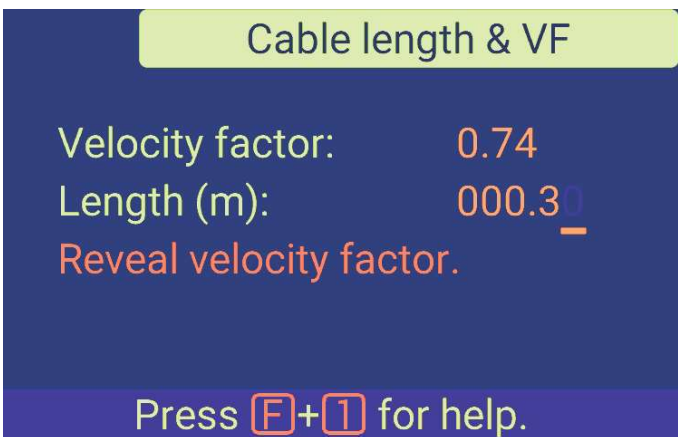 Cable length & VF
Velocity factor: 0.74
Length (m): 000.30
Reveal velocity factor.
Press F+1 for help.